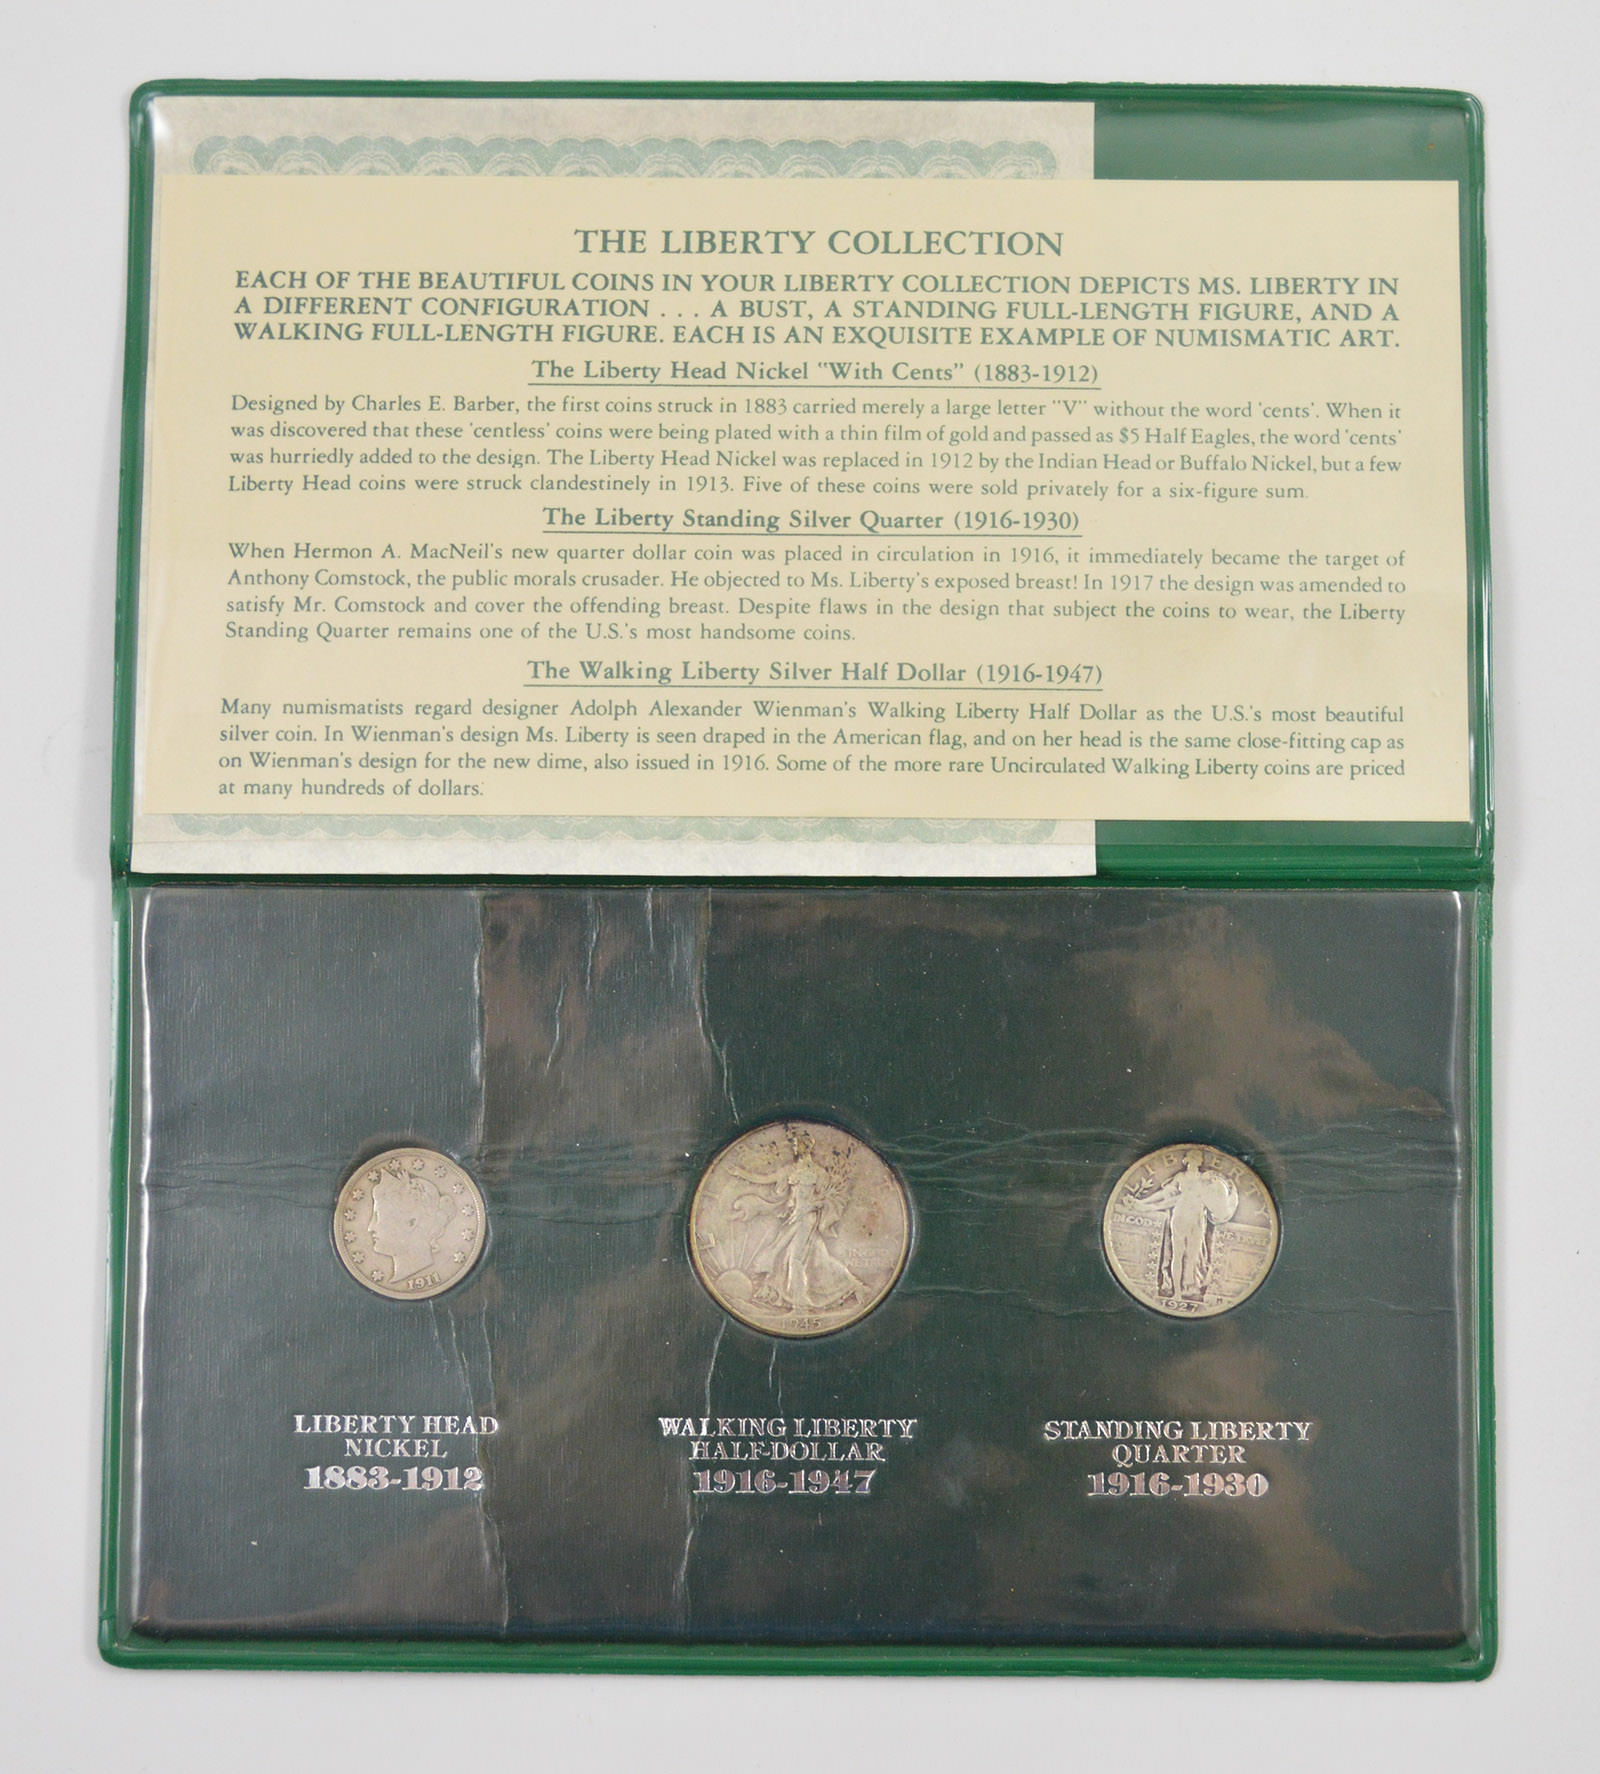 THE LIBERTY COLLECTION
EACH OF THE BEAUTIFUL COINS IN YOUR LIBERTY COLLECTION DEPICTS MS. LIBERTY IN
A DIFFERENT CONFIGURATION . . . A BUST, A STANDING FULL-LENGTH FIGURE, AND A
WALKING FULL-LENGTH FIGURE. EACH IS AN EXQUISITE EXAMPLE OF NUMISMATIC ART.
The Liberty Head Nickel "With Cents" (1883-1912)
Designed by Charles E. Barber, the first coins struck in 1883 carried merely a large letter "V" without the word 'cents'. When it
was discovered that these 'centless' coins were being plated with a thin film of gold and passed as $5 Half Eagles, the word 'cents'
was hurriedly added to the design. The Liberty Head Nickel was replaced in 1912 by the Indian Head or Buffalo Nickel, but a few
Liberty Head coins were struck clandestinely in 1913. Five of these coins were sold privately for a six-figure sum.
The Liberty Standing Silver Quarter (1916-1930)
When Hermon A. MacNeil's new quarter dollar coin was placed in circulation in 1916, it immediately became the target of
Anthony Comstock, the public morals crusader. He objected to Ms. Liberty's exposed breast! In 1917 the design was amended to
satisfy Mr. Comstock and cover the offending breast. Despite flaws in the design that subject the coins to wear, the Liberty
Standing Quarter remains one of the U.S.'s most handsome coins.
The Walking Liberty Silver Half Dollar (1916-1947)
Many numismatists regard designer Adolph Alexander Wienman's Walking Liberty Half Dollar as the U.S.'s most beautiful
silver coin. In Wienman's design Ms. Liberty is seen draped in the American flag, and on her head is the same close-fitting cap as
on Wienman's design for the new dime, also issued in 1916. Some of the more rare Uncirculated Walking Liberty coins are priced
at many hundreds of dollars.
1911
1945
LIBERTY
IN GOD WE TRUST
1927
LIBERTY HEAD
NICKEL
1883-1912
WALKING LIBERTY
HALF-DOLLAR
1916-1947
STANDING LIBERTY
QUARTER
1916-1930